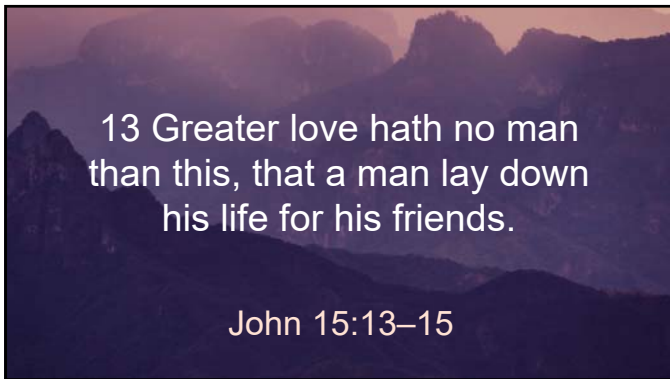 13 Greater love hath no man
than this, that a man lay down
his life for his friends.
John 15:13–15